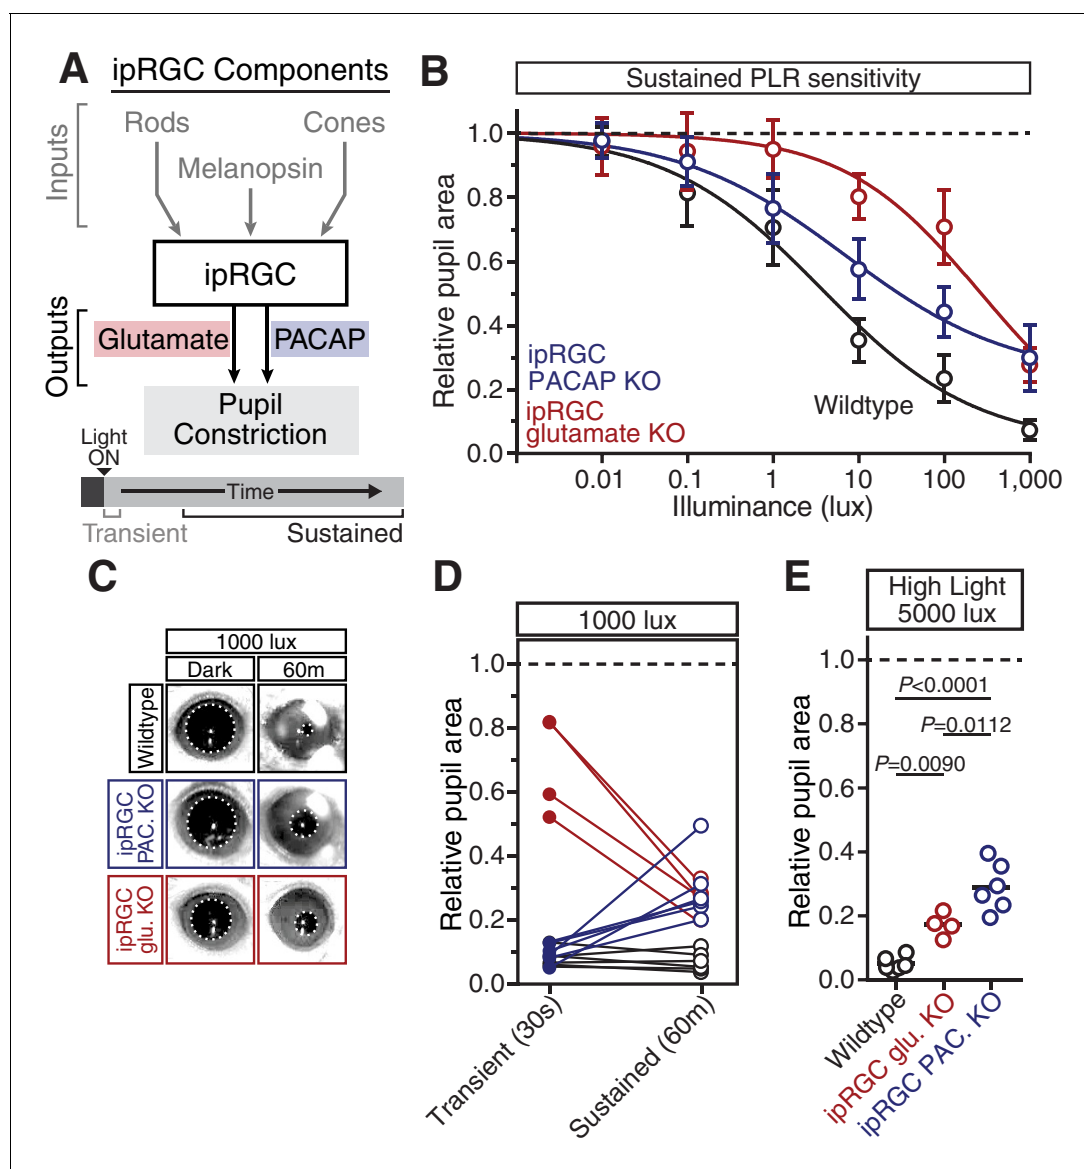 A
ipRGC Components
Inputs
Rods
Cones
Melanopsin
ipRGC
Outputs
Glutamate
PACAP
Pupil
Constriction
Light
ON
Time
Transient
Sustained
B
Sustained PLR sensitivity
Relative pupil area
1.0
0.8
0.6
0.4
0.2
0.0
ipRGC
PACAP KO
ipRGC
glutamate KO
Wildtype
0.01
0.1
1
10
100
1,000
Illuminance (lux)
C
1000 lux
Dark
60m
Wildtype
ipRGC
PAC. KO
ipRGC
glu. KO
D
1000 lux
Relative pupil area
1.0
0.8
0.6
0.4
0.2
0.0
Transient (30s)
Sustained (60m)
E
High Light
5000 lux
Relative pupil area
1.0
0.8
0.6
0.4
0.2
0.0
P<0.0001
P=0.0112
P=0.0090
Wildtype
ipRGC glu. KO
ipRGC PAC. KO